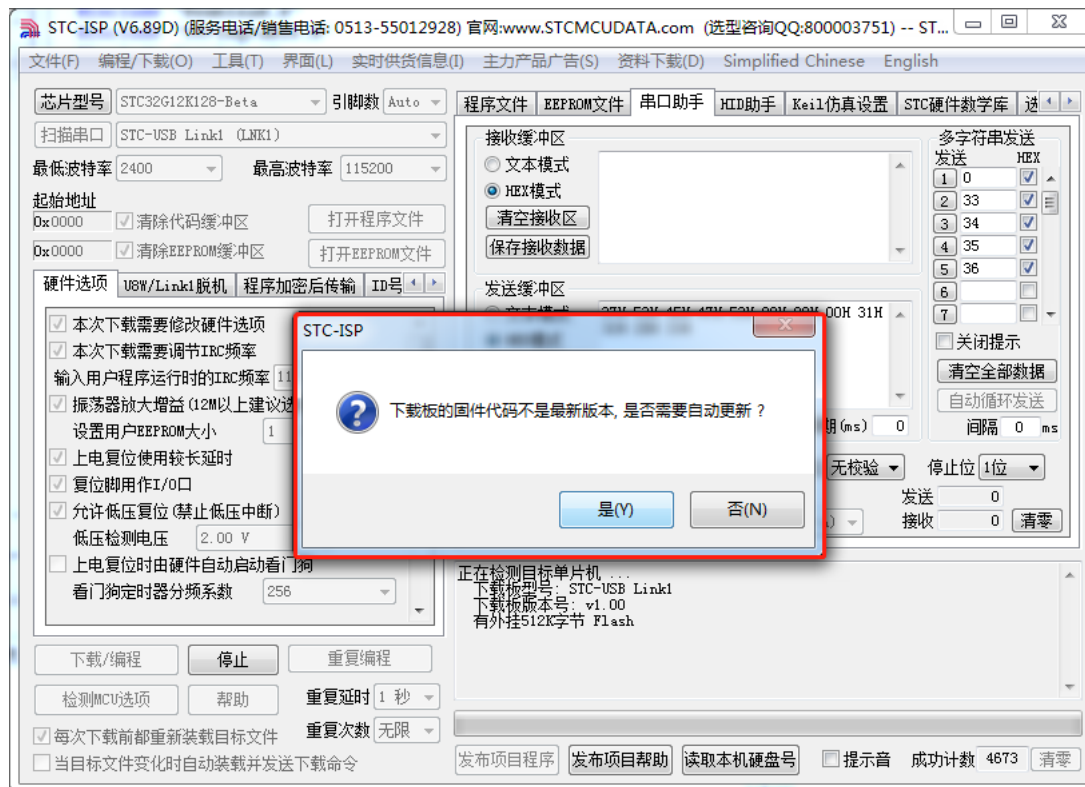 STC-ISP (V6.89D) (服务电话/销售电话: 0513-55012928) 官网:www.STCMCUDATA.com (选型咨询QQ:800003751) -- ST...
文件(F) 编程/下载(O) 工具(T) 界面(L) 实时供货信息(I) 主力产品广告(S) 资料下载(D) Simplified Chinese English
芯片型号 STC32G12K128-Beta 引脚数 Auto
扫描串口 STC-USB Link1 (LNK1)
最低波特率 2400 最高波特率 115200
起始地址
0x0000 清除代码缓冲区 打开程序文件
0x0000 清除EEPROM缓冲区 打开EEPROM文件
硬件选项 U8W/Link1脱机 程序加密后传输 ID号
本次下载需要修改硬件选项
本次下载需要调节IRC频率
输入用户程序运行时的IRC频率 11
振荡器放大增益(12M以上建议选
设置用户EEPROM大小 1
上电复位使用较长延时
复位脚用作I/O口
允许低压复位(禁止低压中断)
低压检测电压 2.00 V
上电复位时由硬件自动启动看门狗
看门狗定时器分频系数 256
下载/编程 停止 重复编程
检测MCU选项 帮助 重复延时 1 秒
每次下载前都重新装载目标文件 重复次数 无限
当目标文件变化时自动装载并发送下载命令
程序文件 EEPROM文件 串口助手 HID助手 Keil仿真设置 STC硬件数学库 选
接收缓冲区
文本模式
HEX模式
清空接收区
保存接收数据
发送缓冲区
00H 31H
多字符串发送
发送 HEX
1 0
2 33
3 34
4 35
5 36
6
7
关闭提示
清空全部数据
自动循环发送
间隔 0 ms
期(ms) 0
无校验 停止位 1位
发送 0
接收 0 清零
STC-ISP
下载板的固件代码不是最新版本, 是否需要自动更新 ?
是(Y) 否(N)
正在检测目标单片机 ...
下载板型号: STC-USB Link1
下载板版本号: v1.00
有外挂512K字节 Flash
发布项目程序 发布项目帮助 读取本机硬盘号 提示音 成功计数 4673 清零